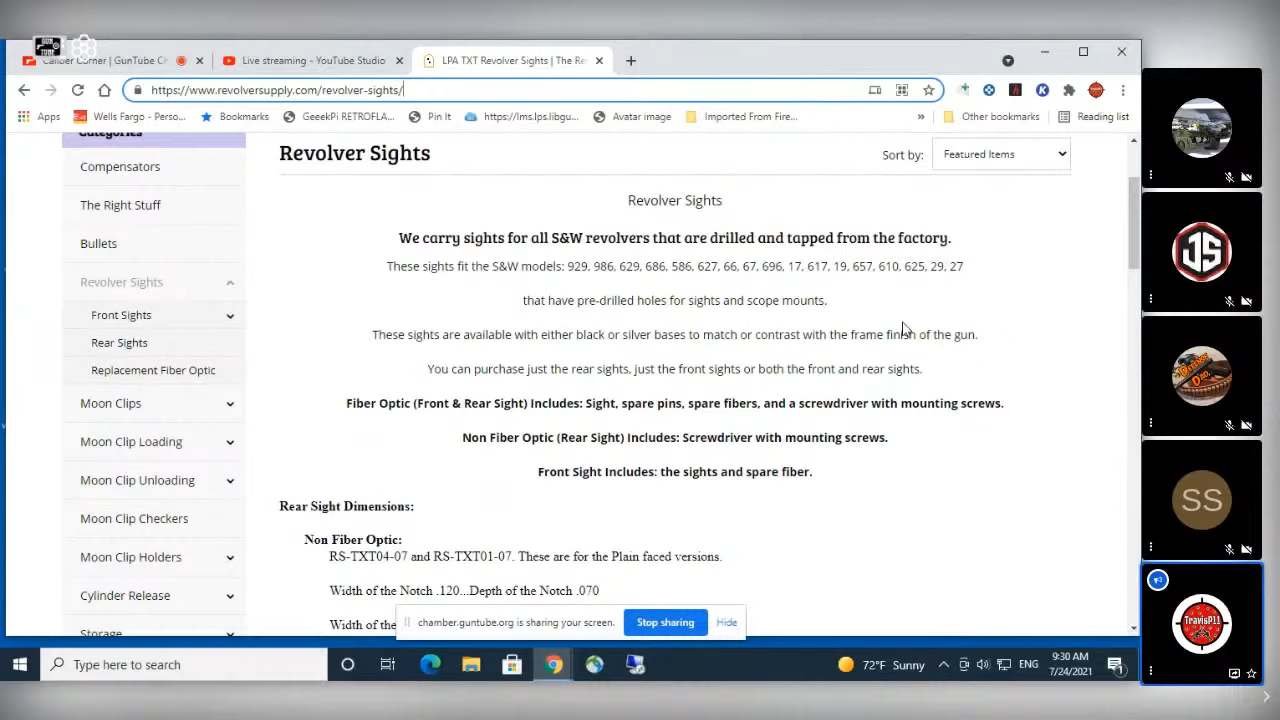 GUN
TUBE
Caliber Corner | GunTube Ch
Live streaming - YouTube Studio
LPA TXT Revolver Sights | The Re
https://www.revolversupply.com/revolver-sights/
Apps
Wells Fargo - Perso...
Bookmarks
GeeekPi RETROFLA...
Pin It
https://lms.lps.libgu...
Avatar image
Imported From Fire...
»
Other bookmarks
Reading list
Categories
Compensators
The Right Stuff
Bullets
Revolver Sights
Front Sights
Rear Sights
Replacement Fiber Optic
Moon Clips
Moon Clip Loading
Moon Clip Unloading
Moon Clip Checkers
Moon Clip Holders
Cylinder Release
Storage
Revolver Sights
Sort by:
Featured Items
Revolver Sights
We carry sights for all S&W revolvers that are drilled and tapped from the factory.
These sights fit the S&W models: 929, 986, 629, 686, 586, 627, 66, 67, 696, 17, 617, 19, 657, 610, 625, 29, 27
that have pre-drilled holes for sights and scope mounts.
These sights are available with either black or silver bases to match or contrast with the frame finish of the gun.
You can purchase just the rear sights, just the front sights or both the front and rear sights.
Fiber Optic (Front & Rear Sight) Includes: Sight, spare pins, spare fibers, and a screwdriver with mounting screws.
Non Fiber Optic (Rear Sight) Includes: Screwdriver with mounting screws.
Front Sight Includes: the sights and spare fiber.
Rear Sight Dimensions:
Non Fiber Optic:
RS-TXT04-07 and RS-TXT01-07. These are for the Plain faced versions.
Width of the Notch .120...Depth of the Notch .070
Width of the
chamber.guntube.org is sharing your screen.
Stop sharing
Hide
Type here to search
72°F Sunny
ENG
9:30 AM
7/24/2021
JS
DEFENSE
DAD
SS
TravisP11